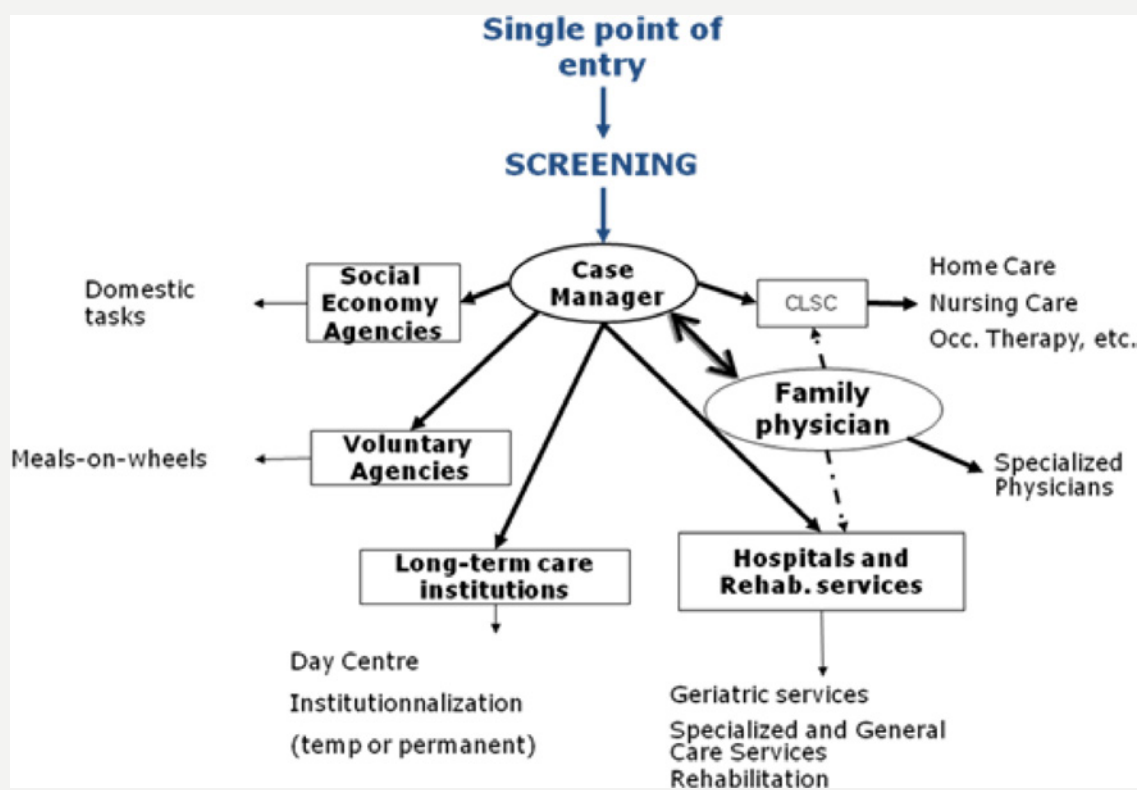 Single point of
entry
SCREENING
Case
Manager
Social
Economy
Agencies
Domestic
tasks
CLSC
Home Care
Nursing Care
Occ. Therapy, etc.
Family
physician
Specialized
Physicians
Voluntary
Agencies
Meals-on-wheels
Long-term care
institutions
Day Centre
Institutionnalization
(temp or permanent)
Hospitals and
Rehab. services
Geriatric services
Specialized and General
Care Services
Rehabilitation